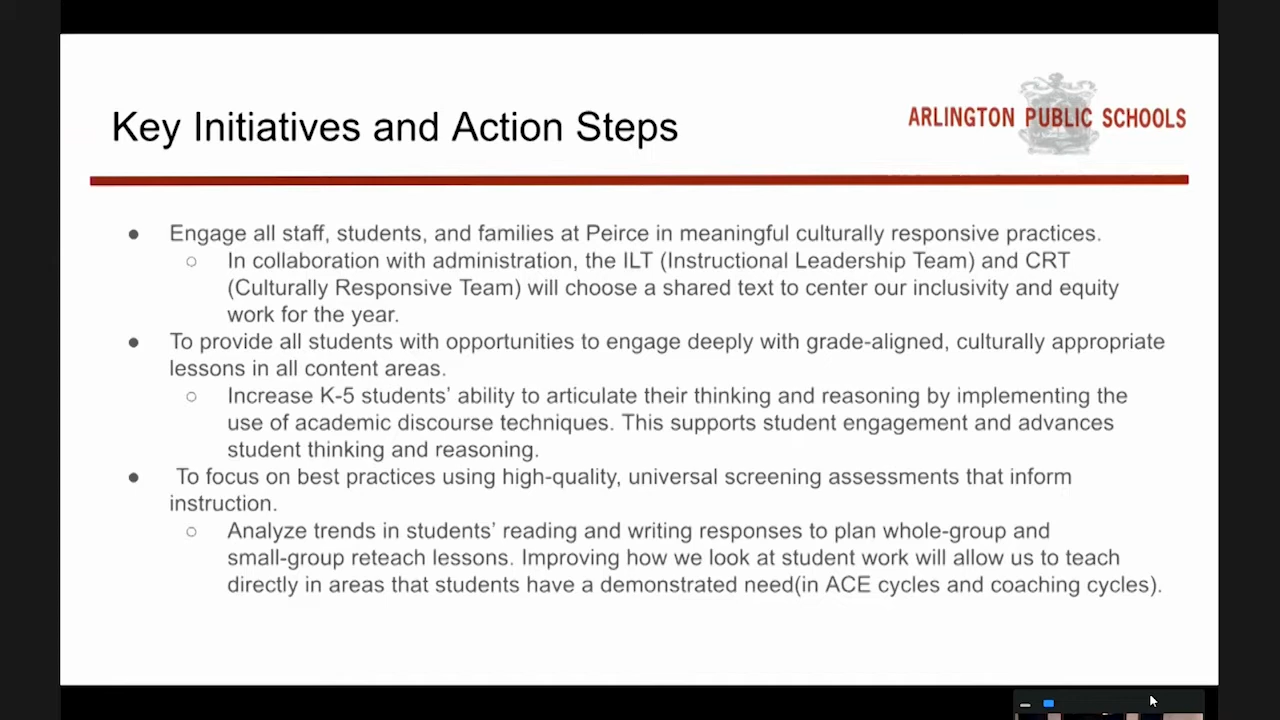 Key Initiatives and Action Steps
ARLINGTON PUBLIC SCHOOLS
● Engage all staff, students, and families at Peirce in meaningful culturally responsive practices.
○ In collaboration with administration, the ILT (Instructional Leadership Team) and CRT
(Culturally Responsive Team) will choose a shared text to center our inclusivity and equity
work for the year.
● To provide all students with opportunities to engage deeply with grade-aligned, culturally appropriate
lessons in all content areas.
○ Increase K-5 students’ ability to articulate their thinking and reasoning by implementing the
use of academic discourse techniques. This supports student engagement and advances
student thinking and reasoning.
● To focus on best practices using high-quality, universal screening assessments that inform
instruction.
○ Analyze trends in students’ reading and writing responses to plan whole-group and
small-group reteach lessons. Improving how we look at student work will allow us to teach
directly in areas that students have a demonstrated need(in ACE cycles and coaching cycles).